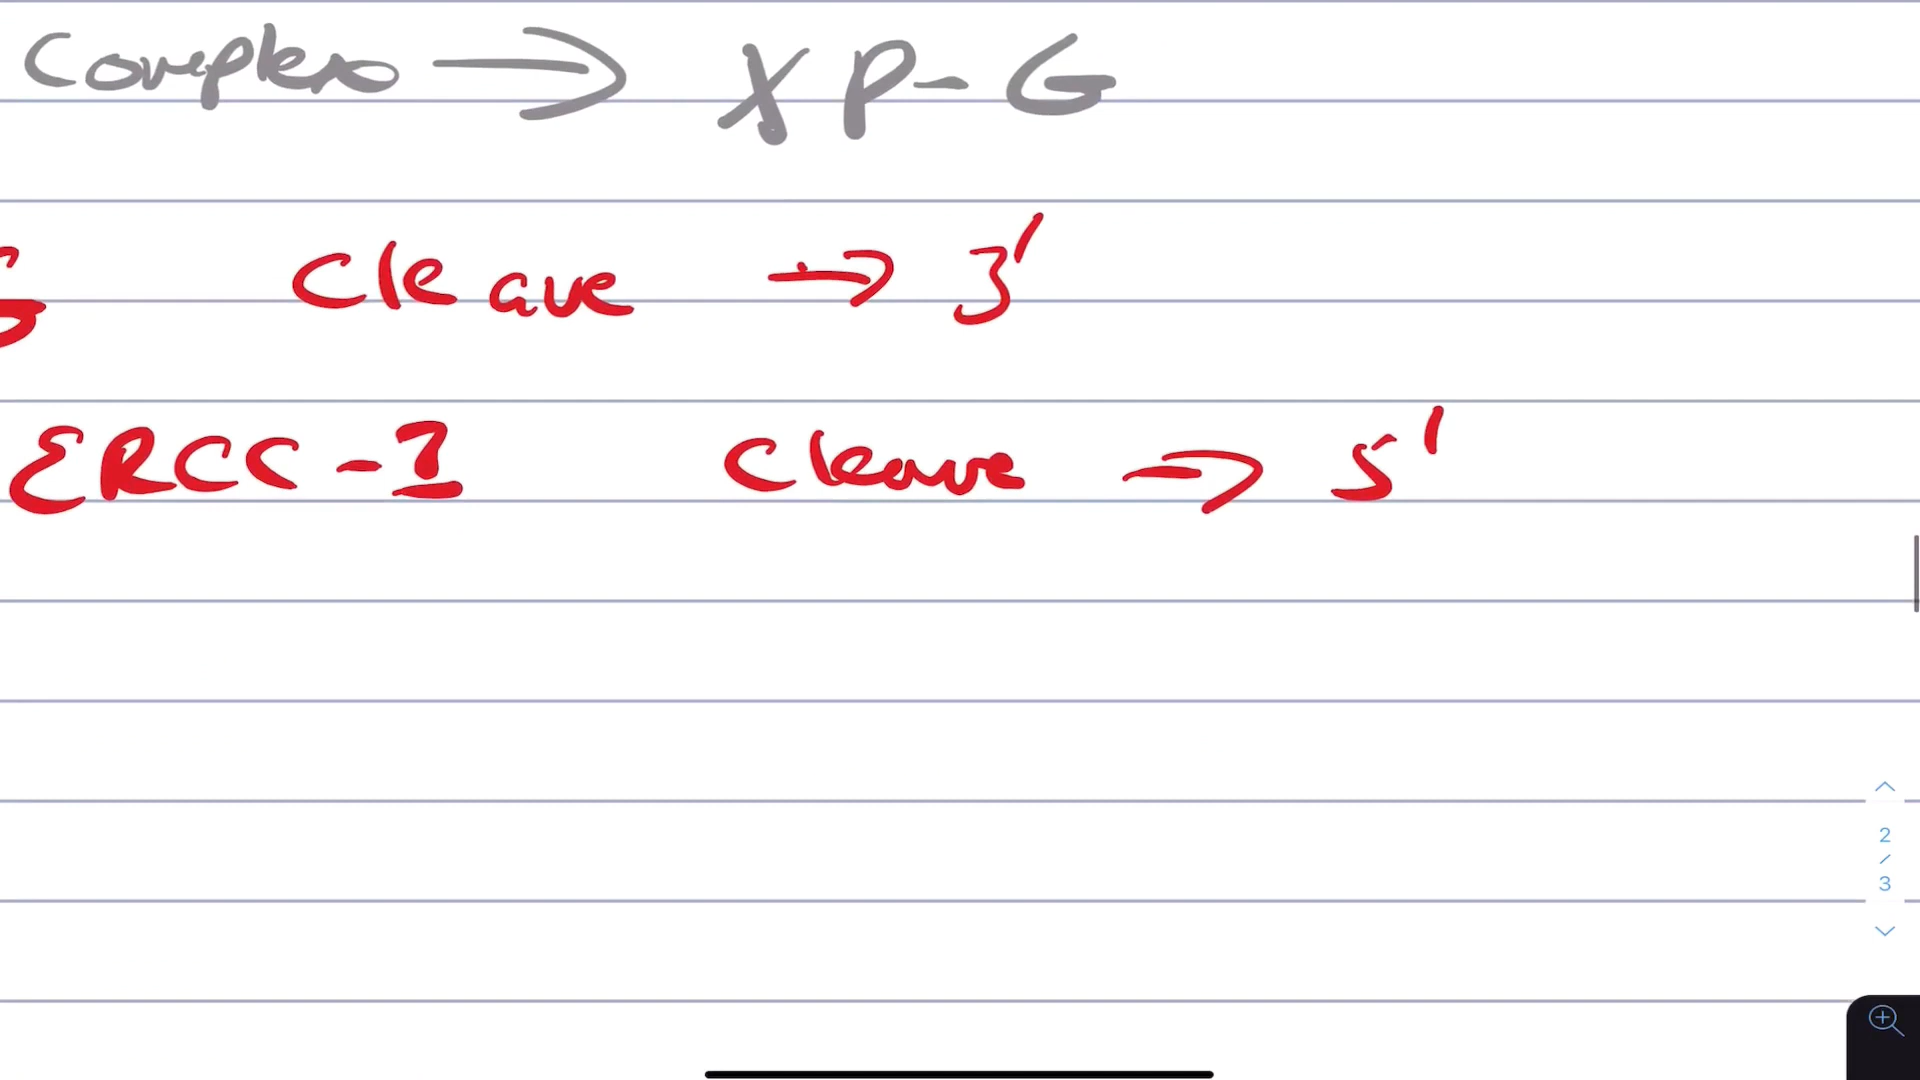 Complex → XP-G
G Cleave → 3'
ERCC-1 Cleave → 5'
2
/
3